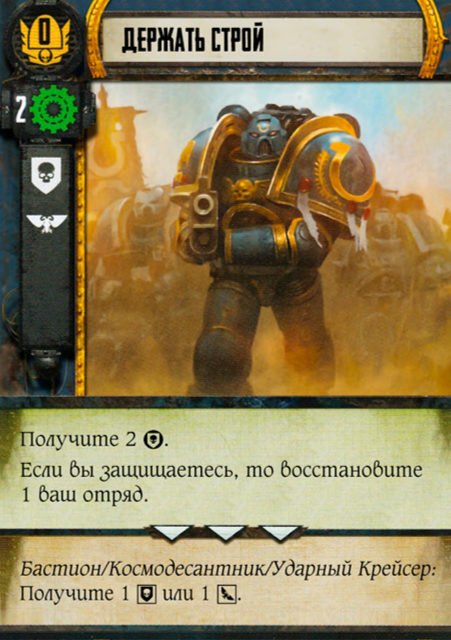 0
ДЕРЖАТЬ СТРОЙ
2
Получите 2.
Если вы защищаетесь, то восстановите
1 ваш отряд.
Бастион/Космодесантник/Ударный Крейсер:
Получите 1 или 1.